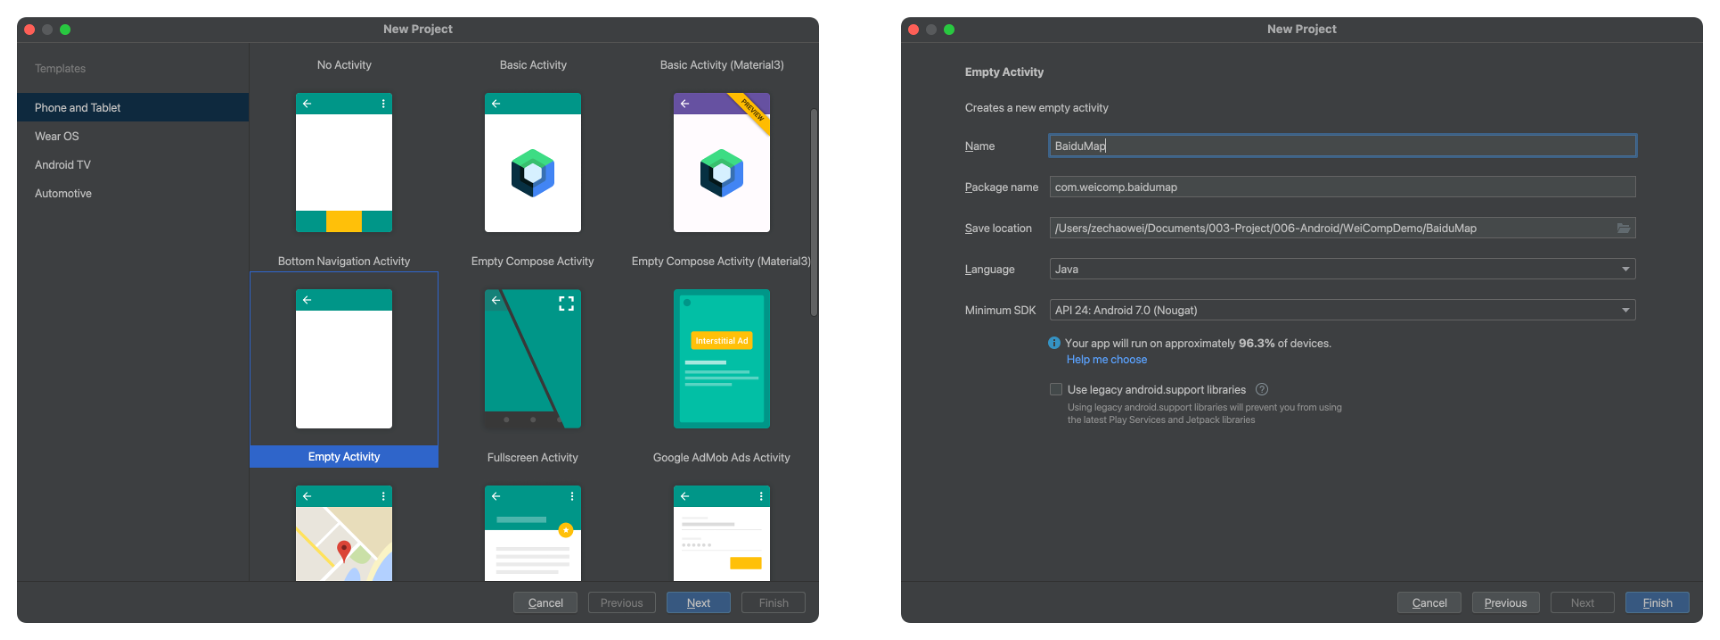 New Project
Templates
Phone and Tablet
Wear OS
Android TV
Automotive
No Activity
Basic Activity
Basic Activity (Material3)
PREVIEW
Bottom Navigation Activity
Empty Compose Activity
Empty Compose Activity (Material3)
Interstitial Ad
Empty Activity
Fullscreen Activity
Google AdMob Ads Activity
Cancel
Previous
Next
Finish
New Project
Empty Activity
Creates a new empty activity
Name
BaiduMap
Package name
com.weicomp.baidumap
Save location
/Users/zechaowei/Documents/003-Project/006-Android/WeiCompDemo/BaiduMap
Language
Java
Minimum SDK
API 24: Android 7.0 (Nougat)
Your app will run on approximately 96.3% of devices.
Help me choose
Use legacy android.support libraries
Using legacy android.support libraries will prevent you from using
the latest Play Services and Jetpack libraries
Cancel
Previous
Next
Finish